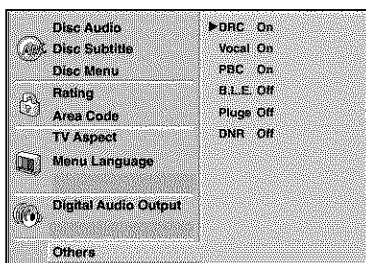 Disc Audio
Disc Subtitle
Disc Menu
Rating
Area Code
TV Aspect
Menu Language
Digital Audio Output
Others
DRC On
Vocal On
PBC On
B.L.E. Off
Pluge Off
DNR Off